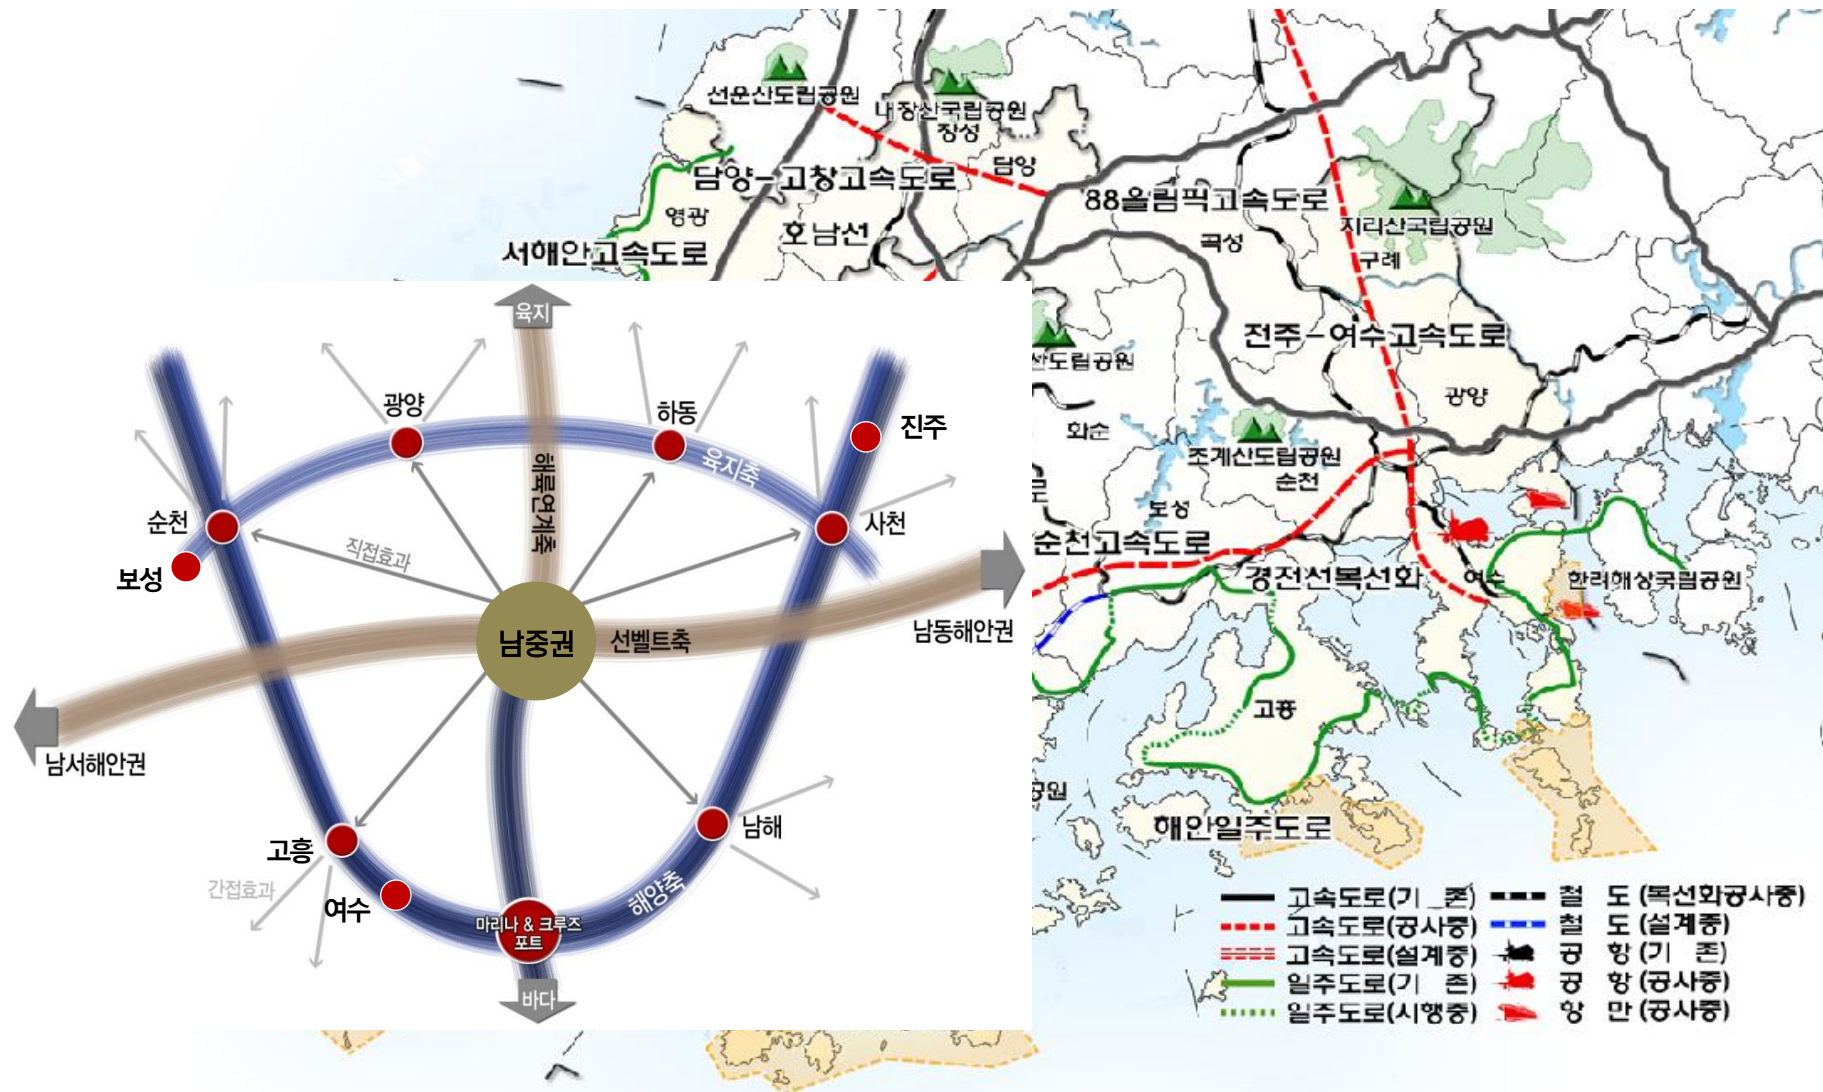 선운산도립공원
내장산국립공원
장성
담양
담양-고창고속도로
영광
호남선
서해안고속도로
88올림픽고속도로
지리산국립공원
곡성
구례
전주-여수고속도로
산도립공원
광양
화순
조계산도립공원
순천
보성
순천고속도로
경전선복선화
여수
한려해상국립공원
고흥
공원
해안일주도로
육지
광양
하동
진주
육지축
해륙연계축
순천
사천
직접효과
보성
남중권
선벨트축
남동해안권
남서해안권
고흥
남해
간접효과
여수
해양축
마리나 & 크루즈
포트
바다
고속도로(기 존)
고속도로(공사중)
고속도로(설계중)
일주도로(기 존)
일주도로(시행중)
철 도(복선화공사중)
철 도(설계중)
공 항(기 존)
공 항(공사중)
항 만(공사중)